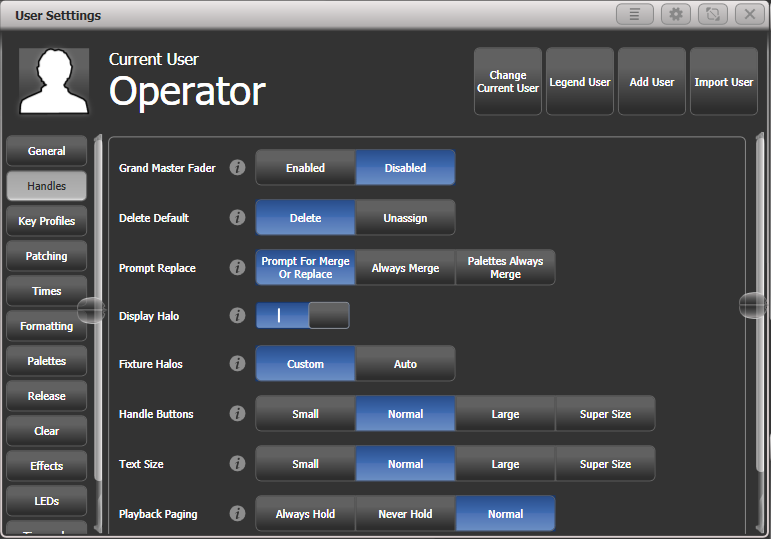 User Setttings
Current User
Operator
Change
Current User
Legend User
Add User
Import User
General
Handles
Key Profiles
Patching
Times
Formatting
Palettes
Release
Clear
Effects
LEDs
Grand Master Fader
i
Enabled
Disabled
Delete Default
i
Delete
Unassign
Prompt Replace
i
Prompt For Merge
Or Replace
Always Merge
Palettes Always
Merge
Display Halo
i
Fixture Halos
i
Custom
Auto
Handle Buttons
i
Small
Normal
Large
Super Size
Text Size
i
Small
Normal
Large
Super Size
Playback Paging
i
Always Hold
Never Hold
Normal